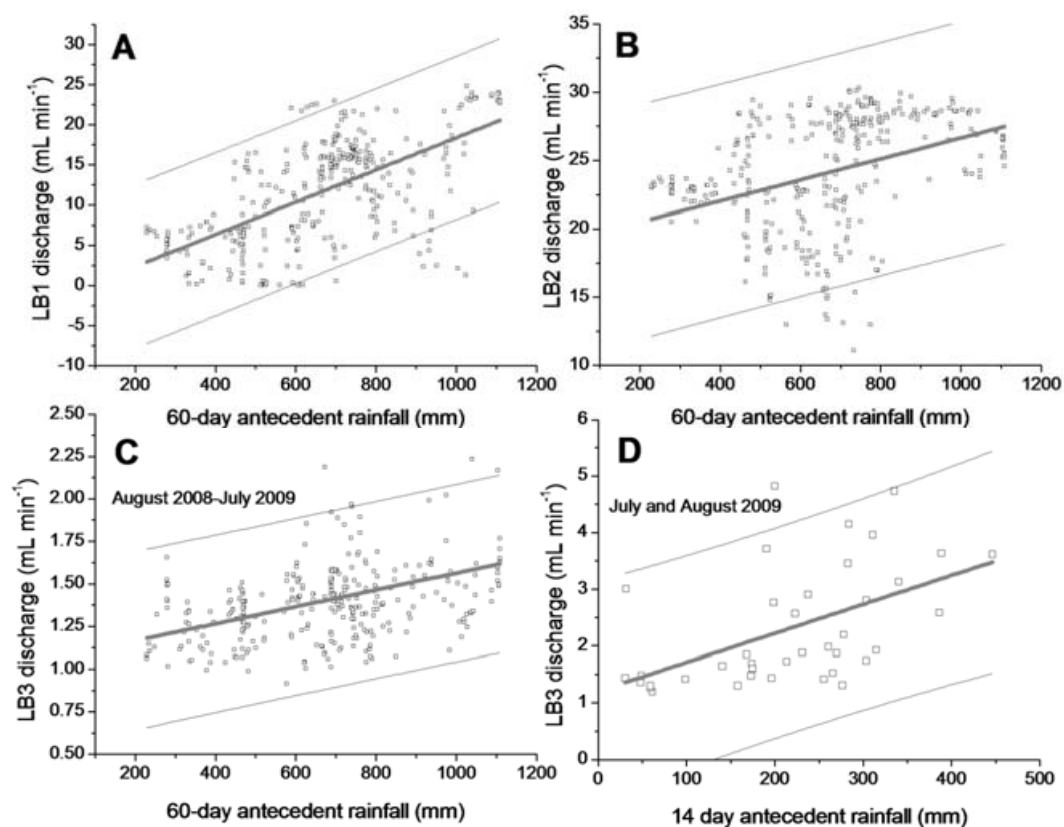 A
LB1 discharge (mL min⁻¹)
30
25
20
15
10
5
0
-5
-10
200 400 600 800 1000
60-day antecedent rainfall (mm)
B
LB2 discharge (mL min⁻¹)
35
30
25
20
15
10
200 400 600 800 1000
60-day antecedent rainfall (mm)
C
August 2008–July 2009
LB3 discharge (mL min⁻¹)
2.50
2.25
2.00
1.75
1.50
1.25
1.00
0.75
0.50
200 400 600 800 1000 1200
60-day antecedent rainfall (mm)
D
July and August 2009
LB3 discharge (mL min⁻¹)
6
5
4
3
2
1
0
0 100 200 300 400 500
14 day antecedent rainfall (mm)